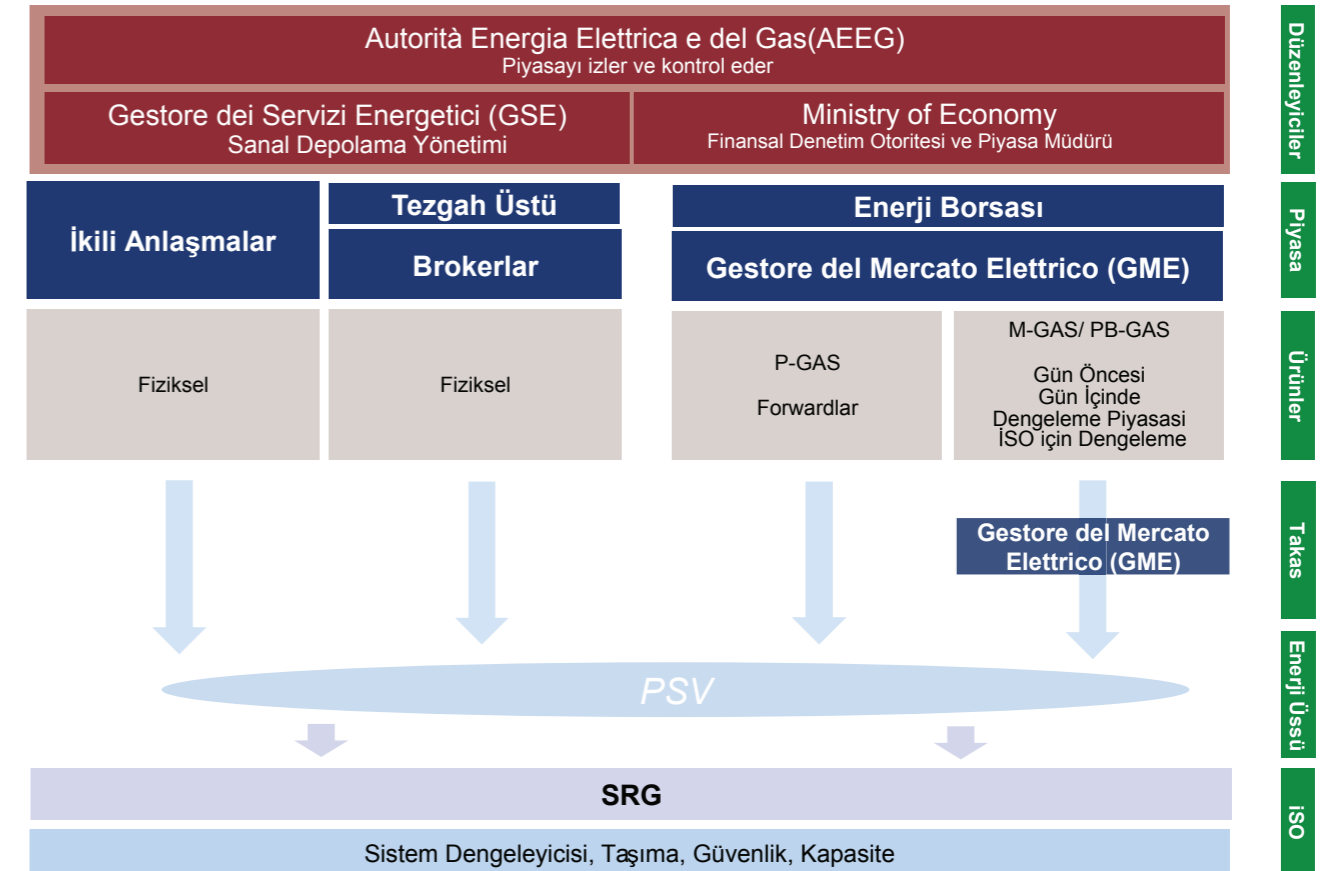 Autorità Energia Elettrica e del Gas(AEEG)
Piyasayı izler ve kontrol eder
Gestore dei Servizi Energetici (GSE)
Sanal Depolama Yönetimi
Ministry of Economy
Finansal Denetim Otoritesi ve Piyasa Müdürü
Düzenleyiciler
İkili Anlaşmalar
Tezgah Üstü
Brokerlar
Enerji Borsası
Gestore del Mercato Elettrico (GME)
Piyasa
Fiziksel
Fiziksel
P-GAS
Forwardlar
M-GAS/ PB-GAS
Gün Öncesi
Gün İçinde
Dengeleme Piyasasi
İSO için Dengeleme
Ürünler
Gestore del Mercato
Elettrico (GME)
Takas
PSV
Enerji Üssü
SRG
Sistem Dengeleyicisi, Taşıma, Güvenlik, Kapasite
iSO